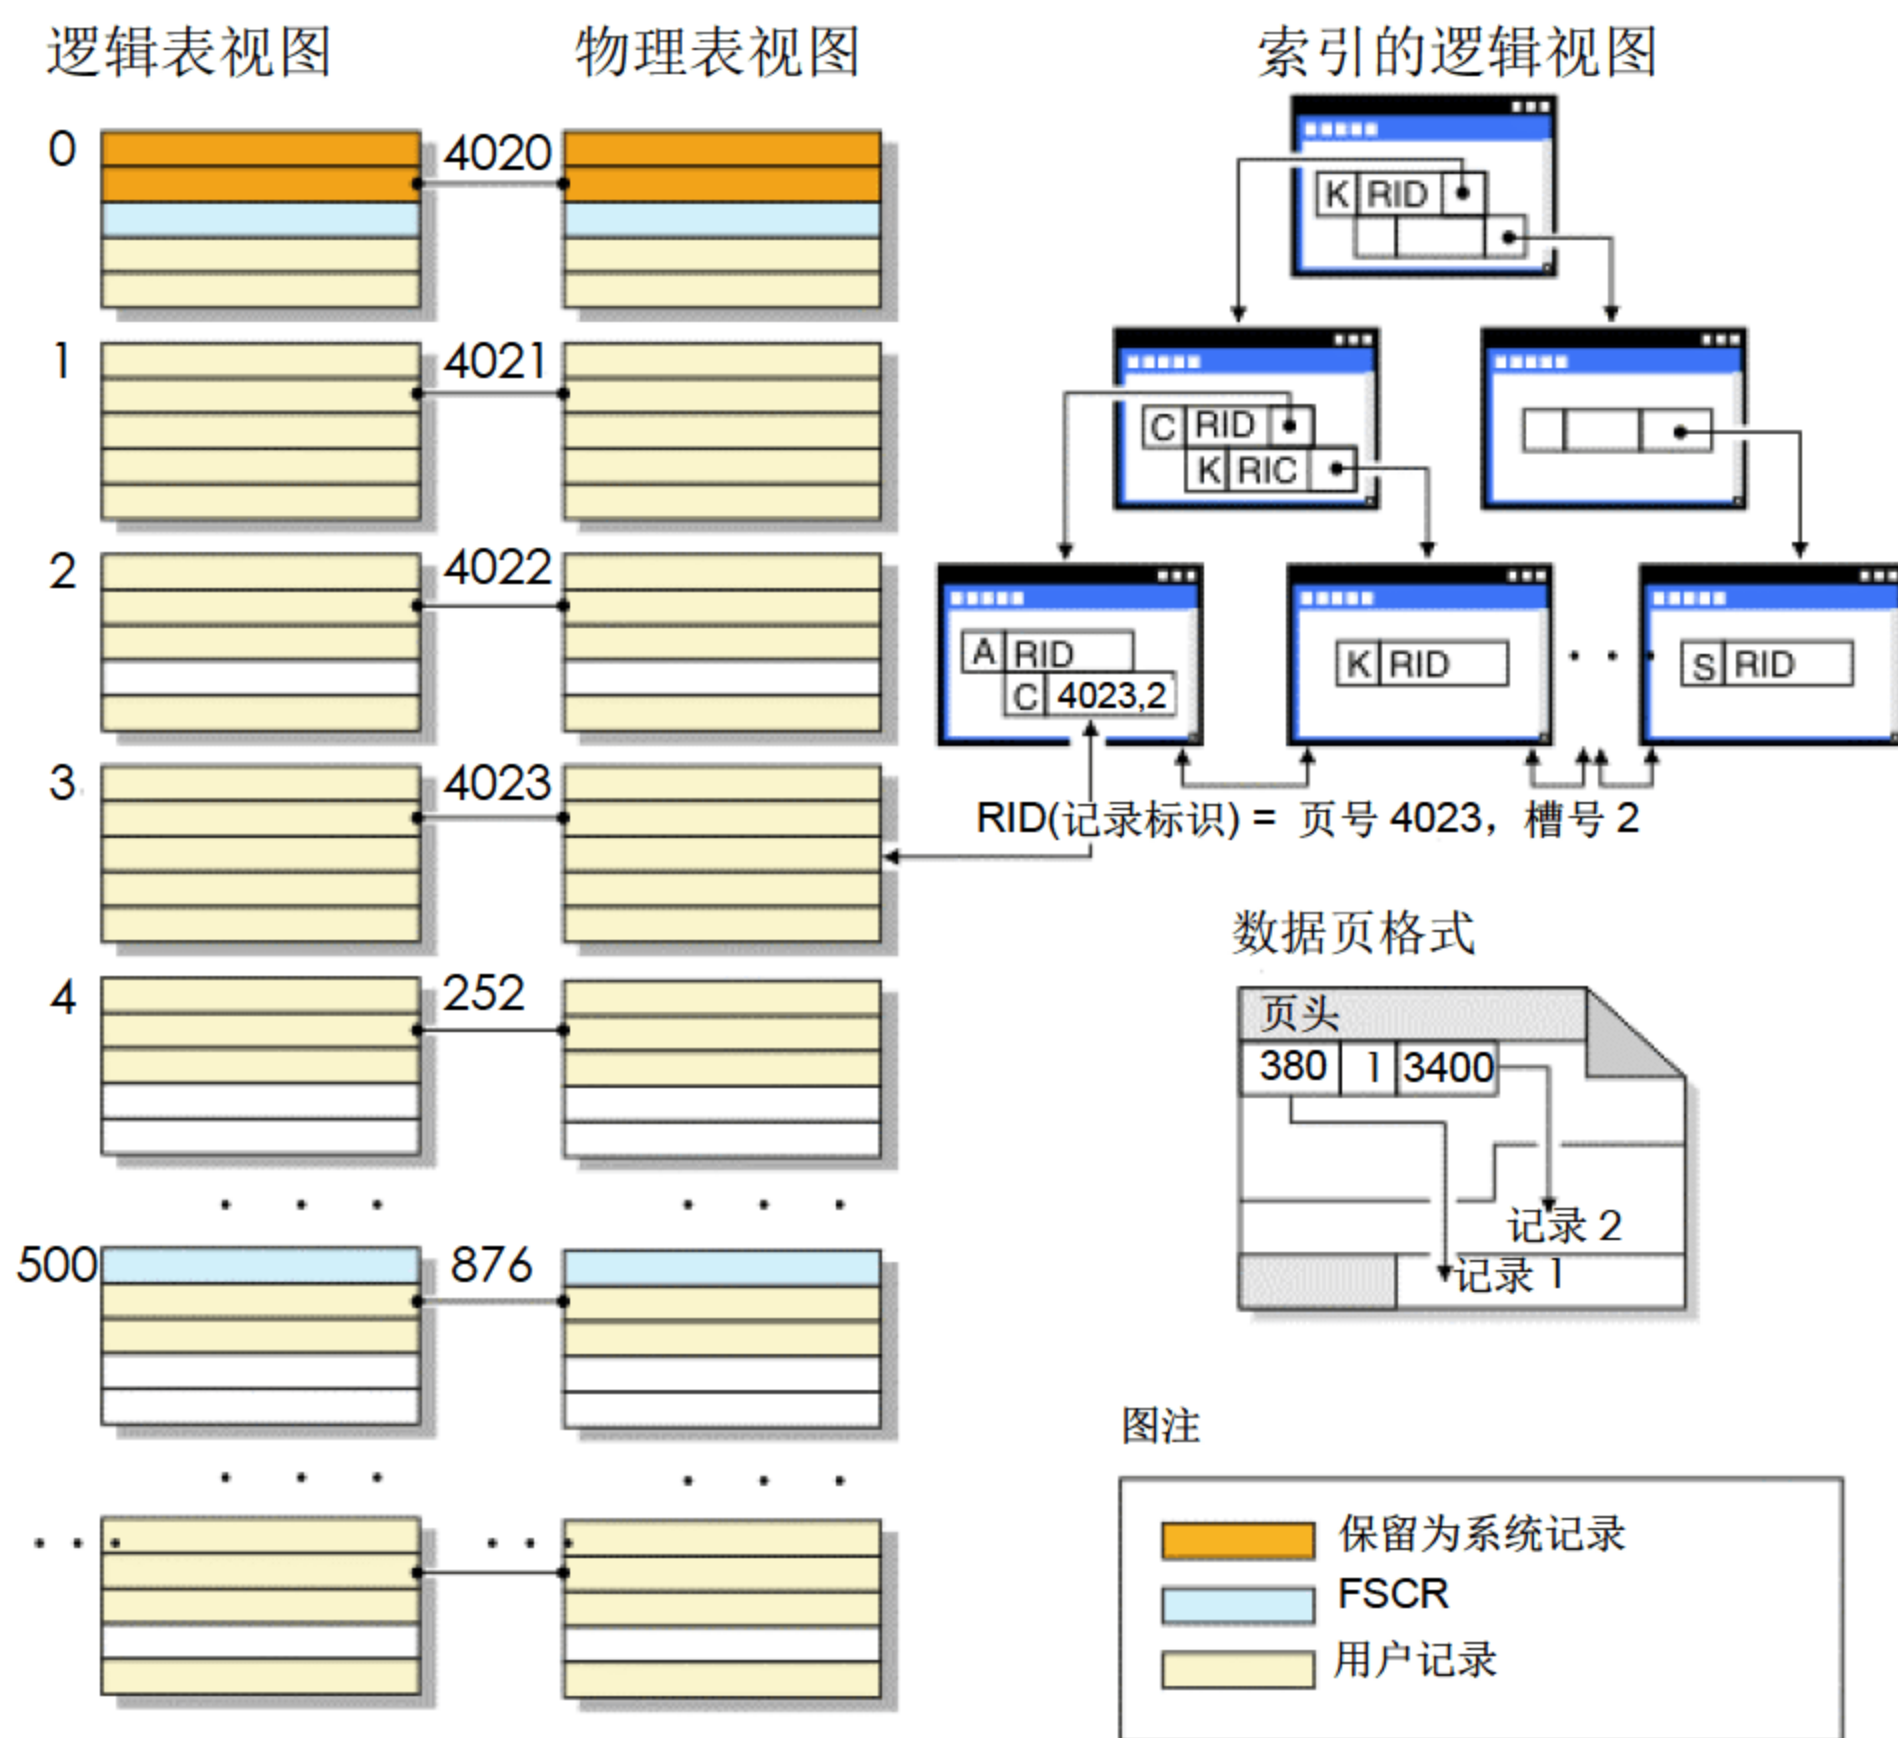 逻辑表视图
物理表视图
索引的逻辑视图
0
4020
1
4021
2
4022
3
4023
4
252
500
876
K RID
C RID
K RIC
A RID
C 4023,2
K RID
S RID
RID(记录标识) = 页号 4023，槽号 2
数据页格式
页头
380 1 3400
记录 2
记录 1
图注
保留为系统记录
FSCR
用户记录